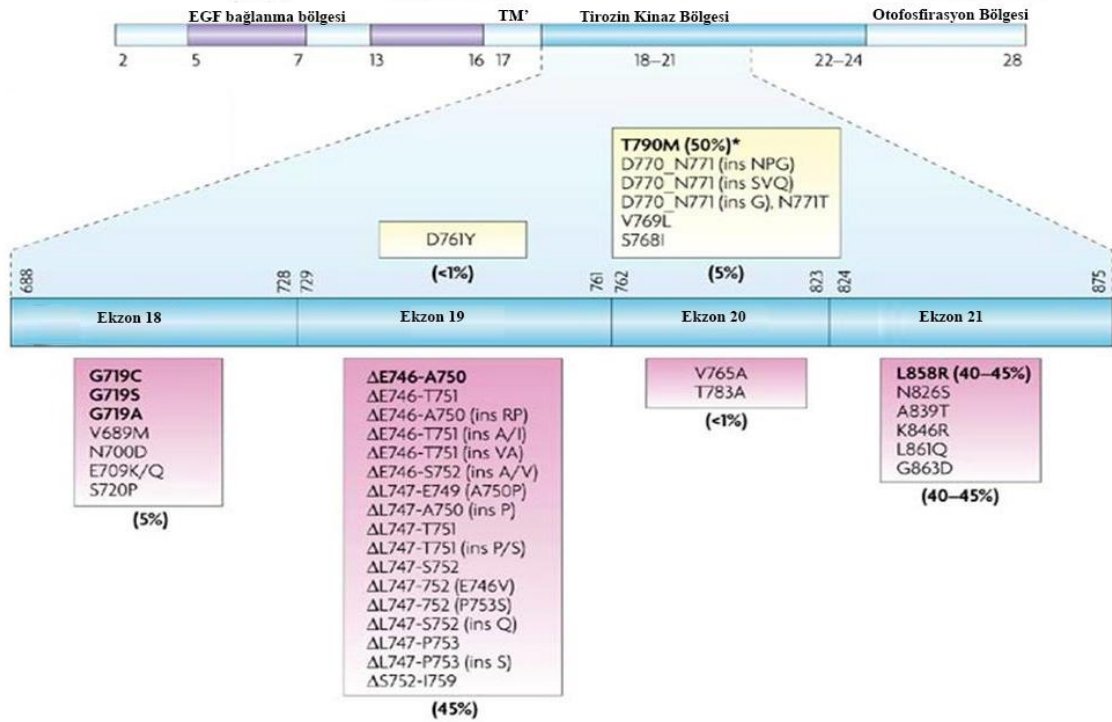 EGF bağlanma bölgesi
TM’
Tirozin Kinaz Bölgesi
Otofosfirasyon Bölgesi
2
5
7
13
16
17
18–21
22–24
28
T790M (50%)*
D770_N771 (ins NPG)
D770_N771 (ins SVQ)
D770_N771 (ins G), N771T
V769L
S768I
(5%)
D761Y
(<1%)
688
728
729
761
762
823
824
875
Ekzon 18
Ekzon 19
Ekzon 20
Ekzon 21
G719C
G719S
G719A
V689M
N700D
E709K/Q
S720P
(5%)
ΔE746-A750
ΔE746-T751
ΔE746-A750 (ins RP)
ΔE746-T751 (ins A/I)
ΔE746-T751 (ins VA)
ΔE746-S752 (ins A/V)
ΔL747-E749 (A750P)
ΔL747-A750 (ins P)
ΔL747-T751
ΔL747-T751 (ins P/S)
ΔL747-S752
ΔL747-752 (E746V)
ΔL747-752 (P753S)
ΔL747-S752 (ins Q)
ΔL747-P753
ΔL747-P753 (ins S)
ΔS752-I759
(45%)
V765A
T783A
(<1%)
L858R (40–45%)
N826S
A839T
K846R
L861Q
G863D
(40–45%)